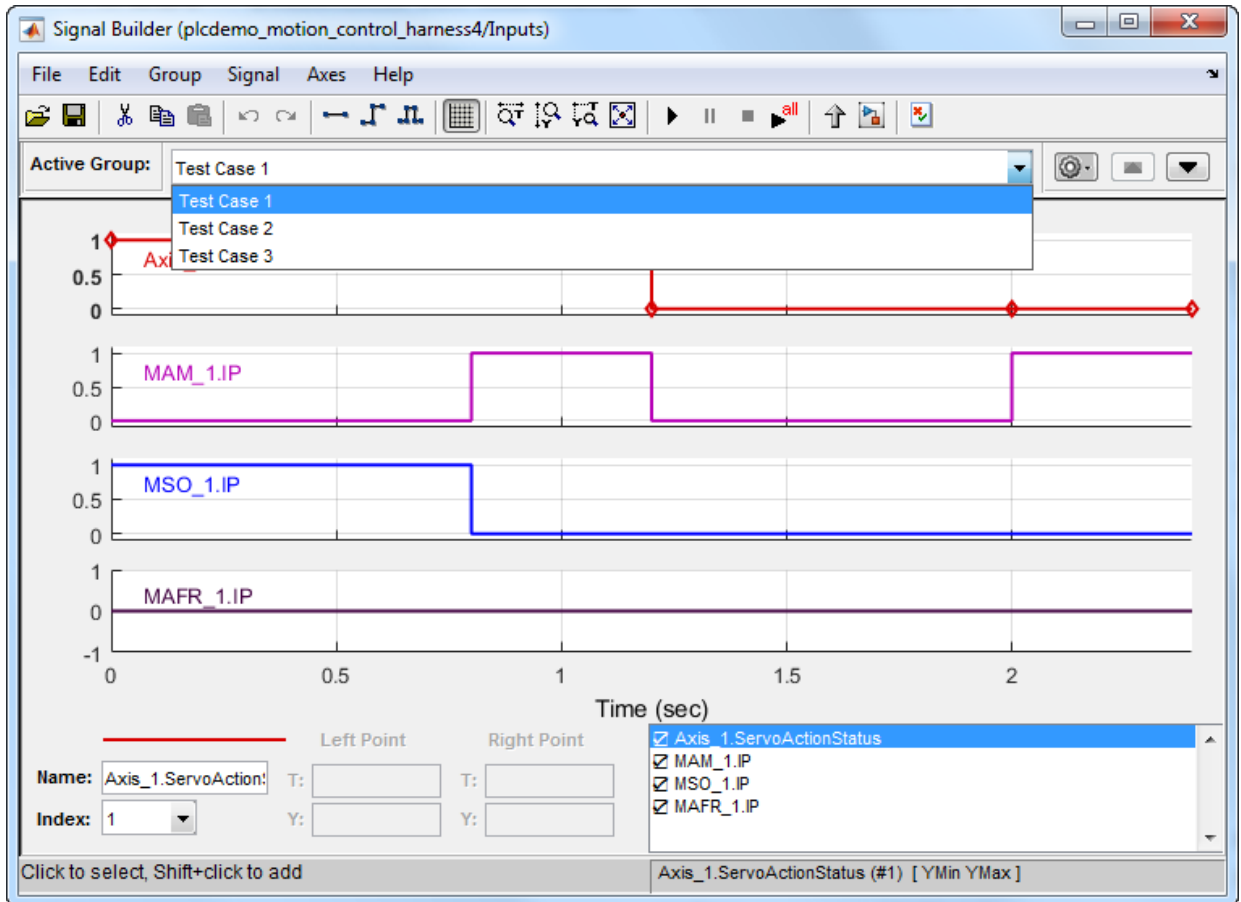 Signal Builder (plcdemo_motion_control_harness4/Inputs)
File Edit Group Signal Axes Help
all
Active Group: Test Case 1
Test Case 1
Test Case 2
Test Case 3
1
0.5
0
MAM_1.IP
1
0.5
0
MSO_1.IP
1
0.5
0
MAFR_1.IP
1
0
-1
0 0.5 1 1.5 2
Time (sec)
Left Point Right Point
Name: Axis_1.ServoAction T: T:
Index: 1 Y: Y:
Axis_1.ServoActionStatus
MAM_1.IP
MSO_1.IP
MAFR_1.IP
Click to select, Shift+click to add
Axis_1.ServoActionStatus (#1) [ YMin YMax ]